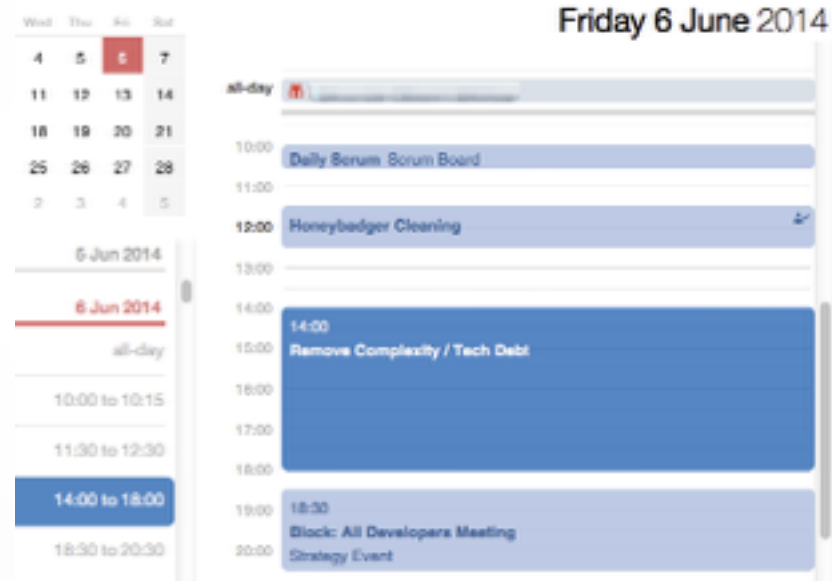 Friday 6 June 2014
Wed Thu Fri Sat
4 5 6 7
11 12 13 14
18 19 20 21
25 26 27 28
2 3 4 5
5 Jun 2014
6 Jun 2014
all-day
10:00 to 10:15
11:30 to 12:30
14:00 to 18:00
18:30 to 20:30
all-day
10:00
Daily Scrum Scrum Board
11:00
12:00 Honeybadger Cleaning
13:00
14:00
14:00
15:00 Remove Complexity / Tech Debt
16:00
17:00
18:00
19:00 18:30
Block: All Developers Meeting
20:00 Strategy Event